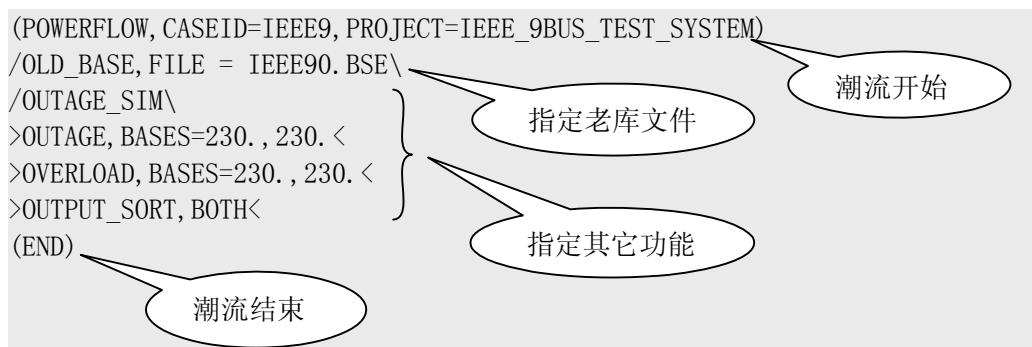 (POWERFLOW,CASEID=IEEE9,PROJECT=IEEE_9BUS_TEST_SYSTEM)
/OLD_BASE,FILE = IEEE90.BSE\
潮流开始
/OUTAGE_SIM\
指定老库文件
>OUTAGE,BASES=230.,230.<
>OVERLOAD,BASES=230.,230.<
>OUTPUT_SORT,BOTH<
(END)
指定其它功能
潮流结束